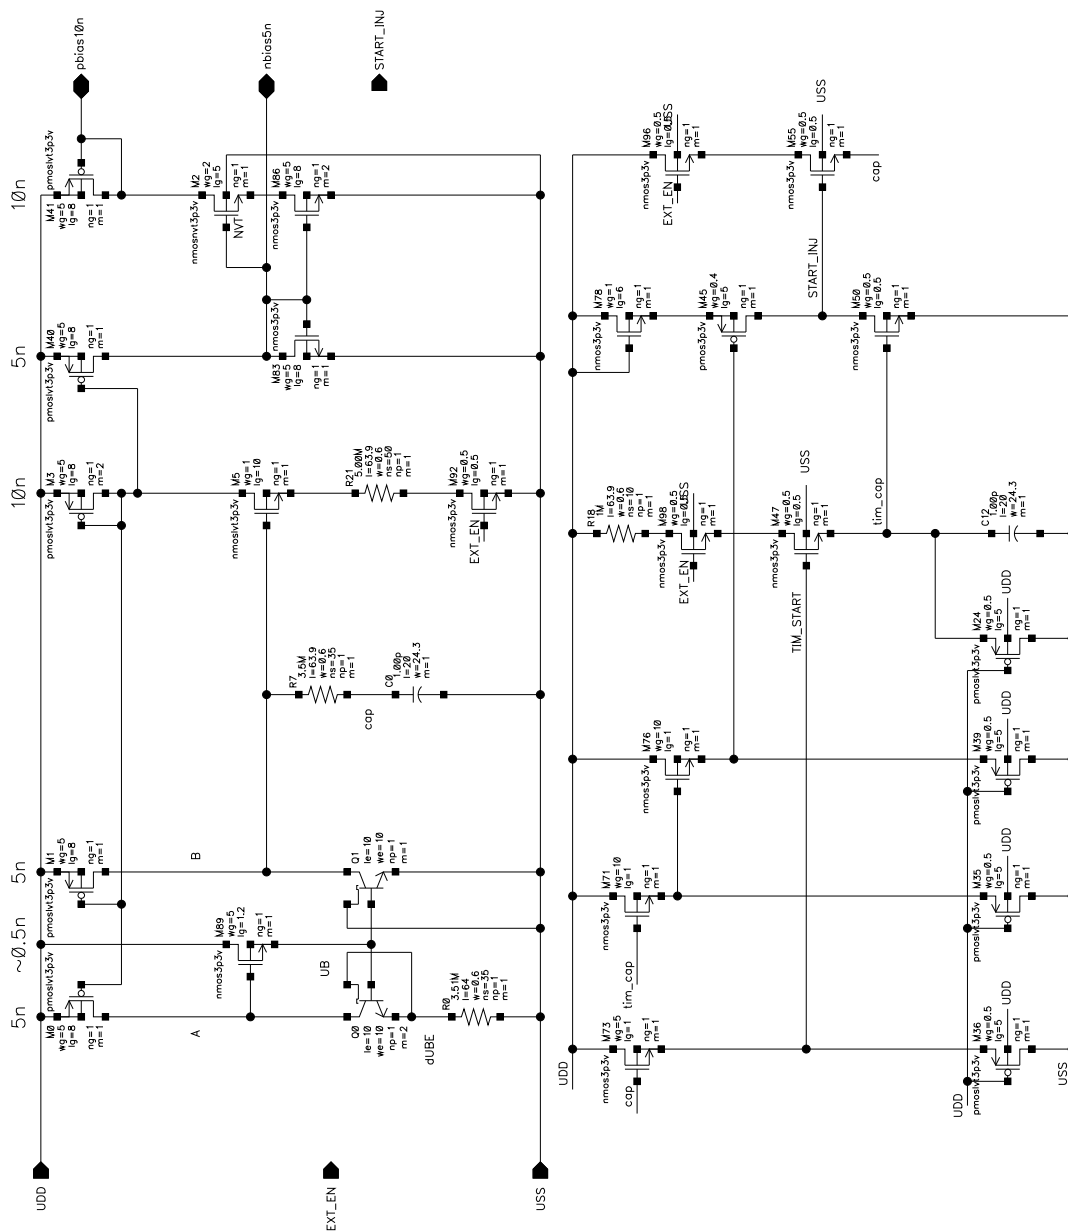 5n
~0.5n
5n
10n
5n
10n
UDD
M0
wg=5
lg=8
ng=1
m=1
pmoslvt3p3v
M1
wg=5
lg=8
ng=1
m=1
pmoslvt3p3v
M3
wg=5
lg=8
ng=1
m=2
pmoslvt3p3v
M40
wg=5
lg=8
ng=1
m=1
pmoslvt3p3v
M41
wg=5
lg=8
ng=1
m=1
pmoslvt3p3v
pbias10n
A
B
M89
wg=5
lg=1.2
ng=1
m=1
nmos3p3v
M5
wg=1
lg=10
ng=1
m=1
nmoslvt3p3v
M2
wg=2
lg=5
ng=1
m=1
nmosnvt3p3v
NVT
nbias5n
M83
wg=5
lg=8
ng=1
m=1
M86
wg=5
lg=8
ng=1
m=2
nmos3p3v
UB
Q0
le=10
we=10
np=1
m=2
Q1
le=10
we=10
np=1
m=1
dUBE
R0
3.51M
l=64
w=0.6
ns=35
np=1
m=1
R7
3.5M
l=63.9
w=0.6
ns=35
np=1
m=1
cap
C0
1.00p
l=20
w=24.3
m=1
R21
5.00M
l=63.9
w=0.6
ns=50
np=1
m=1
M92
wg=0.5
lg=0.5
ng=1
m=1
nmos3p3v
EXT_EN
START_INJ
EXT_EN
USS
UDD
M73
wg=5
lg=1
ng=1
m=1
nmos3p3v
cap
M71
wg=10
lg=1
ng=1
m=1
nmos3p3v
tim_cap
M76
wg=10
lg=1
ng=1
m=1
nmos3p3v
R18
1M
l=63.9
w=0.6
ns=10
np=1
m=1
M98
wg=0.5
lg=0.5
ng=1
m=1
nmos3p3v
EXT_EN
USS
M78
wg=1
lg=6
ng=1
m=1
nmos3p3v
M96
wg=0.5
lg=0.5
ng=1
m=1
nmos3p3v
EXT_EN
USS
M45
wg=0.4
lg=5
ng=1
m=1
pmos3p3v
TIM_START
M47
wg=0.5
lg=0.5
ng=1
m=1
nmos3p3v
USS
START_INJ
M55
wg=0.5
lg=0.5
ng=1
m=1
nmos3p3v
USS
cap
tim_cap
M50
wg=0.5
lg=0.5
ng=1
m=1
nmos3p3v
UDD
M36
wg=0.5
lg=5
ng=1
m=1
pmoslvt3p3v
UDD
M35
wg=0.5
lg=5
ng=1
m=1
pmoslvt3p3v
UDD
M39
wg=0.5
lg=5
ng=1
m=1
pmoslvt3p3v
UDD
M24
wg=0.5
lg=5
ng=1
m=1
pmoslvt3p3v
UDD
C12
1.00p
l=20
w=24.3
m=1
USS